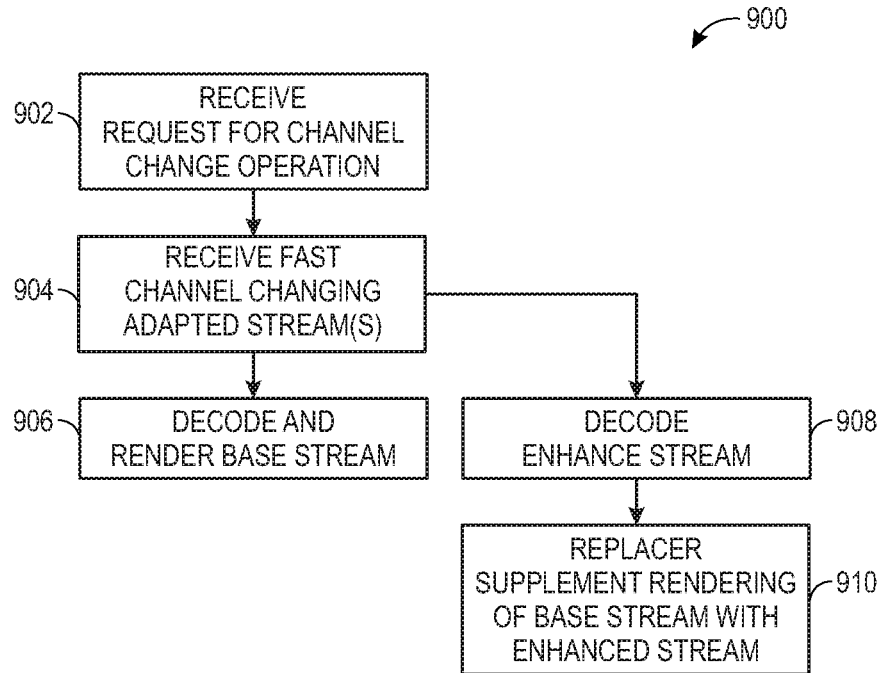 900
902
RECEIVE
REQUEST FOR CHANNEL
CHANGE OPERATION
904
RECEIVE FAST
CHANNEL CHANGING
ADAPTED STREAM(S)
906
DECODE AND
RENDER BASE STREAM
DECODE
ENHANCE STREAM
908
REPLACER
SUPPLEMENT RENDERING
OF BASE STREAM WITH
ENHANCED STREAM
910